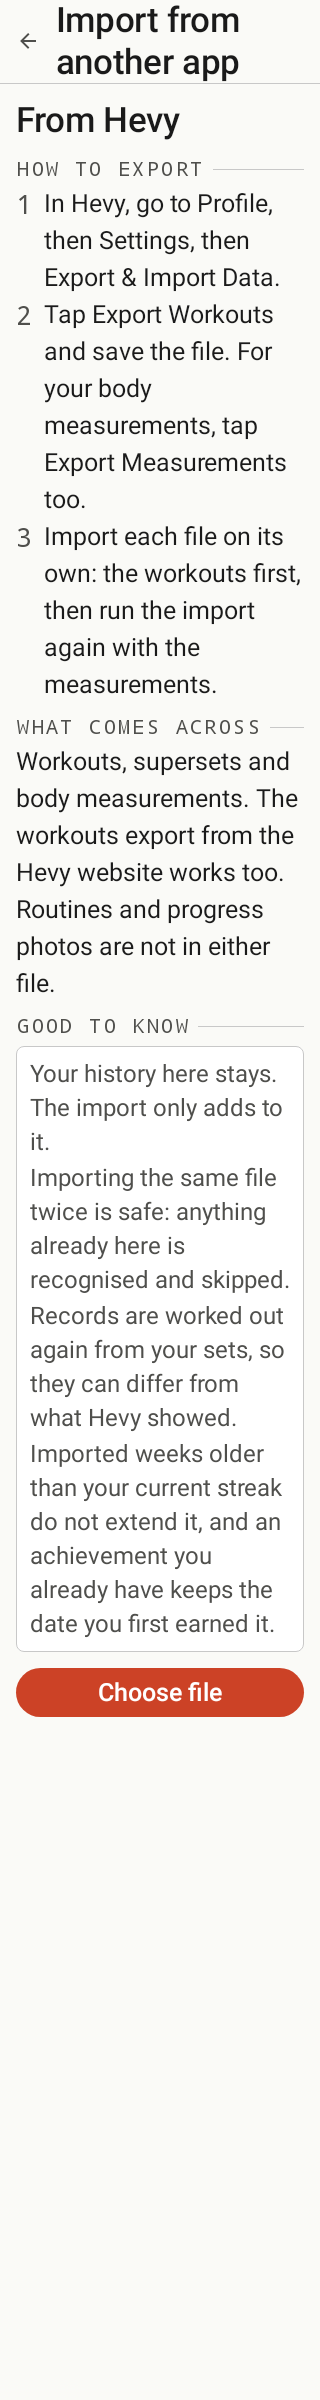 Import from
another app
From Hevy
HOW TO EXPORT
1 In Hevy, go to Profile,
then Settings, then
Export & Import Data.
2 Tap Export Workouts
and save the file. For
your body
measurements, tap
Export Measurements
too.
3 Import each file on its
own: the workouts first,
then run the import
again with the
measurements.
WHAT COMES ACROSS
Workouts, supersets and
body measurements. The
workouts export from the
Hevy website works too.
Routines and progress
photos are not in either
file.
GOOD TO KNOW
Your history here stays.
The import only adds to
it.
Importing the same file
twice is safe: anything
already here is
recognised and skipped.
Records are worked out
again from your sets, so
they can differ from
what Hevy showed.
Imported weeks older
than your current streak
do not extend it, and an
achievement you
already have keeps the
date you first earned it.
Choose file